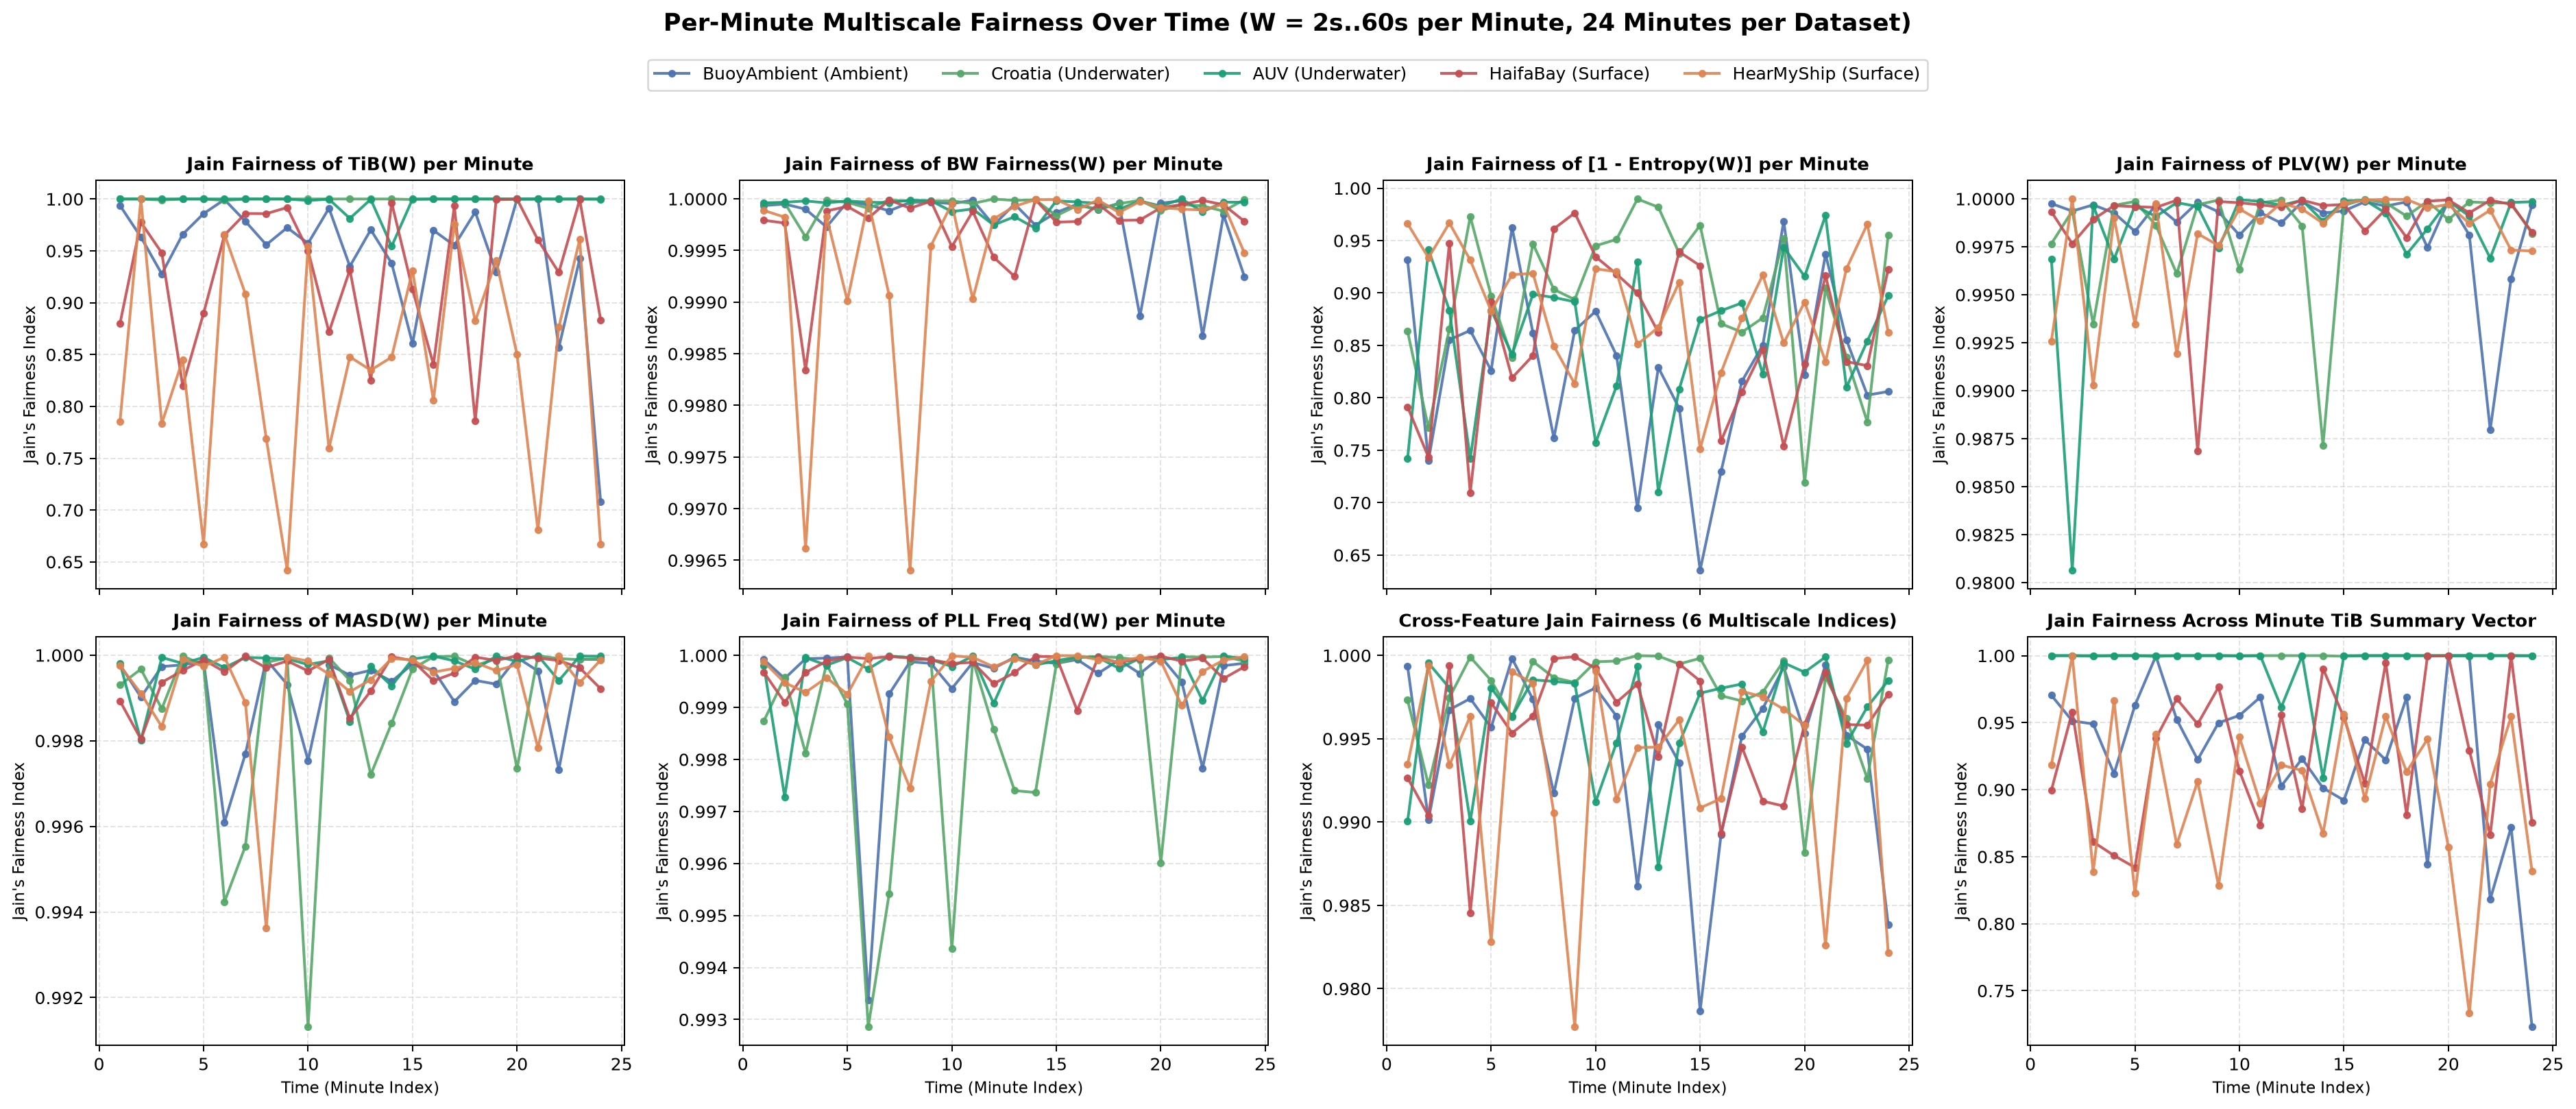 Per-Minute Multiscale Fairness Over Time (W = 2s..60s per Minute, 24 Minutes per Dataset)
BuoyAmbient (Ambient)
Croatia (Underwater)
AUV (Underwater)
HaifaBay (Surface)
HearMyShip (Surface)
Jain Fairness of TiB(W) per Minute
Jain's Fairness Index
1.00
0.95
0.90
0.85
0.80
0.75
0.70
0.65
Jain Fairness of BW Fairness(W) per Minute
Jain's Fairness Index
1.0000
0.9995
0.9990
0.9985
0.9980
0.9975
0.9970
0.9965
Jain Fairness of [1 - Entropy(W)] per Minute
Jain's Fairness Index
1.00
0.95
0.90
0.85
0.80
0.75
0.70
0.65
Jain Fairness of PLV(W) per Minute
Jain's Fairness Index
1.0000
0.9975
0.9950
0.9925
0.9900
0.9875
0.9850
0.9825
0.9800
Jain Fairness of MASD(W) per Minute
Jain's Fairness Index
1.000
0.998
0.996
0.994
0.992
0 5 10 15 20 25
Time (Minute Index)
Jain Fairness of PLL Freq Std(W) per Minute
Jain's Fairness Index
1.000
0.999
0.998
0.997
0.996
0.995
0.994
0.993
0 5 10 15 20 25
Time (Minute Index)
Cross-Feature Jain Fairness (6 Multiscale Indices)
Jain's Fairness Index
1.000
0.995
0.990
0.985
0.980
0 5 10 15 20 25
Time (Minute Index)
Jain Fairness Across Minute TiB Summary Vector
Jain's Fairness Index
1.00
0.95
0.90
0.85
0.80
0.75
0 5 10 15 20 25
Time (Minute Index)